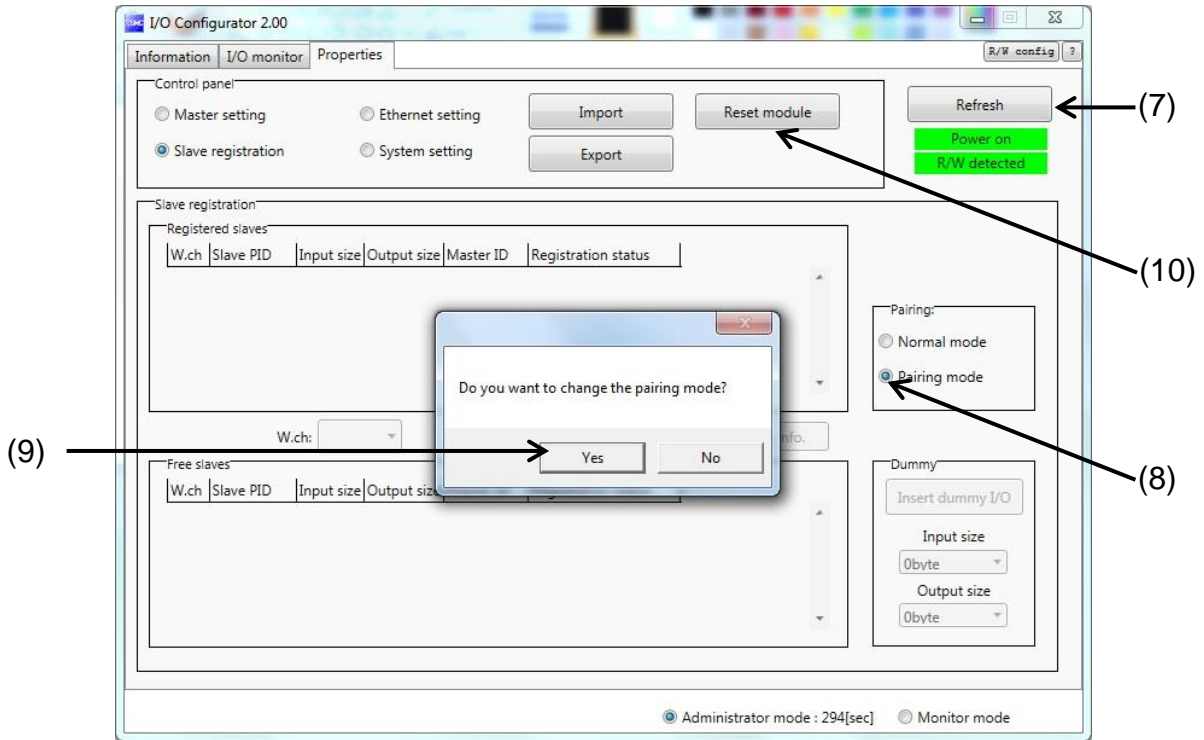 I/O Configurator 2.00
Information I/O monitor Properties R/W config ?
Control panel
Master setting Ethernet setting Import Reset module Refresh (7)
Power on
Slave registration System setting Export
R/W detected
Slave registration
Registered slaves
W.ch Slave PID Input size Output size Master ID Registration status
(10)
Pairing:
Normal mode
Pairing mode
Do you want to change the pairing mode?
W.ch: nfo.
(9) Yes No
Free slaves Dummy
(8)
W.ch Slave PID Input size Output size
Insert dummy I/O
Input size
0byte
Output size
0byte
Administrator mode : 294[sec] Monitor mode